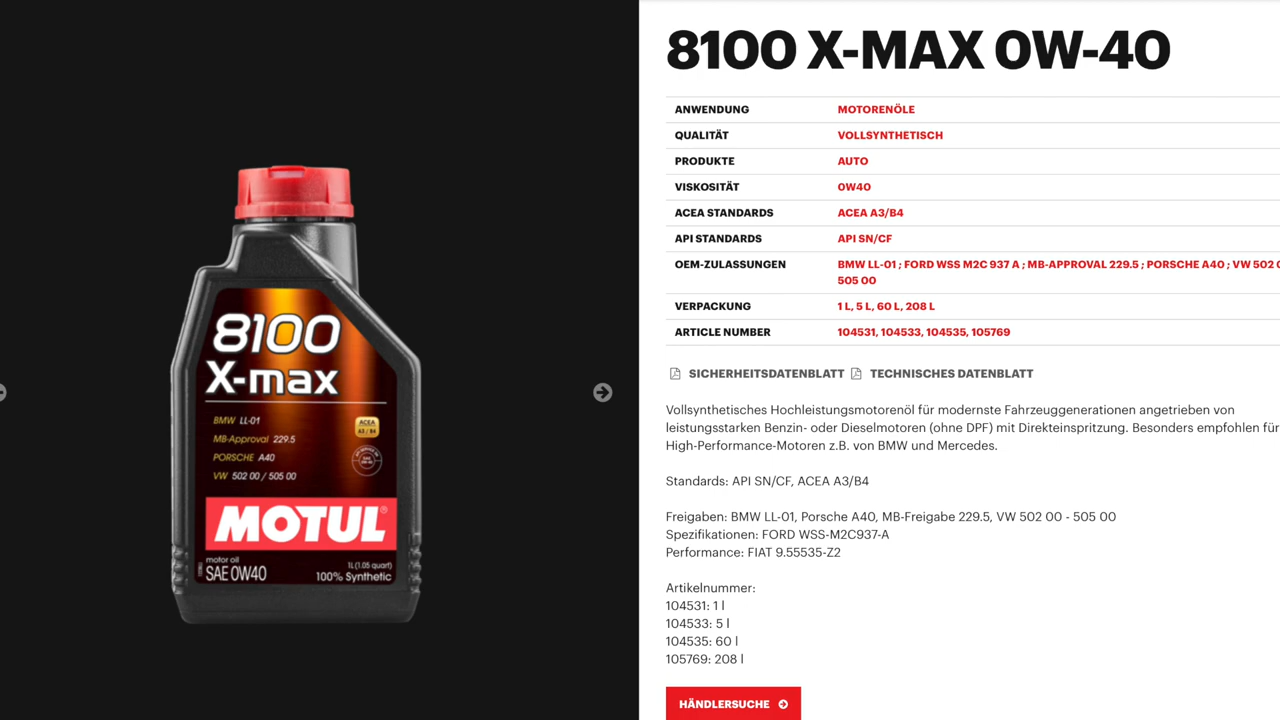 8100 X-MAX 0W-40
ANWENDUNG MOTORENÖLE
QUALITÄT VOLLSYNTHETISCH
PRODUKTE AUTO
VISKOSITÄT 0W40
ACEA STANDARDS ACEA A3/B4
API STANDARDS API SN/CF
OEM-ZULASSUNGEN BMW LL-01 ; FORD WSS M2C 937 A ; MB-APPROVAL 229.5 ; PORSCHE A40 ; VW 502
505 00
VERPACKUNG 1 L, 5 L, 60 L, 208 L
ARTICLE NUMBER 104531, 104533, 104535, 105769
SICHERHEITSDATENBLATT TECHNISCHES DATENBLATT
Vollsynthetisches Hochleistungsmotorenöl für modernste Fahrzeuggenerationen angetrieben von
leistungsstarken Benzin- oder Dieselmotoren (ohne DPF) mit Direkteinspritzung. Besonders empfohlen für
High-Performance-Motoren z.B. von BMW und Mercedes.
Standards: API SN/CF, ACEA A3/B4
Freigaben: BMW LL-01, Porsche A40, MB-Freigabe 229.5, VW 502 00 - 505 00
Spezifikationen: FORD WSS-M2C937-A
Performance: FIAT 9.55535-Z2
Artikelnummer:
104531: 1 l
104533: 5 l
104535: 60 l
105769: 208 l
HÄNDLERSUCHE
8100
X-max
BMW LL-01
ACEA
A3 / B4
MB-Approval 229.5
PORSCHE A40
VW 502 00 / 505 00
MOTUL®
motor oil
SAE 0W40
1L (1.05 quart)
100% Synthetic